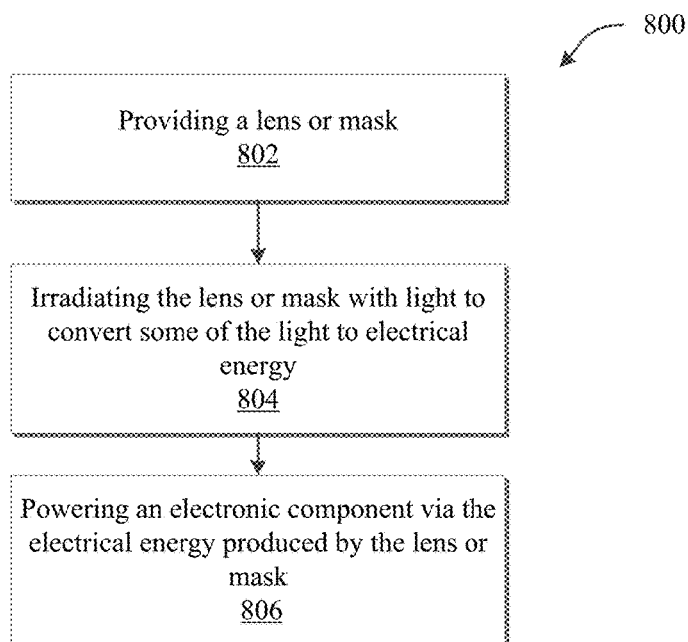 800
Providing a lens or mask
802
Irradiating the lens or mask with light to
convert some of the light to electrical
energy
804
Powering an electronic component via the
electrical energy produced by the lens or
mask
806